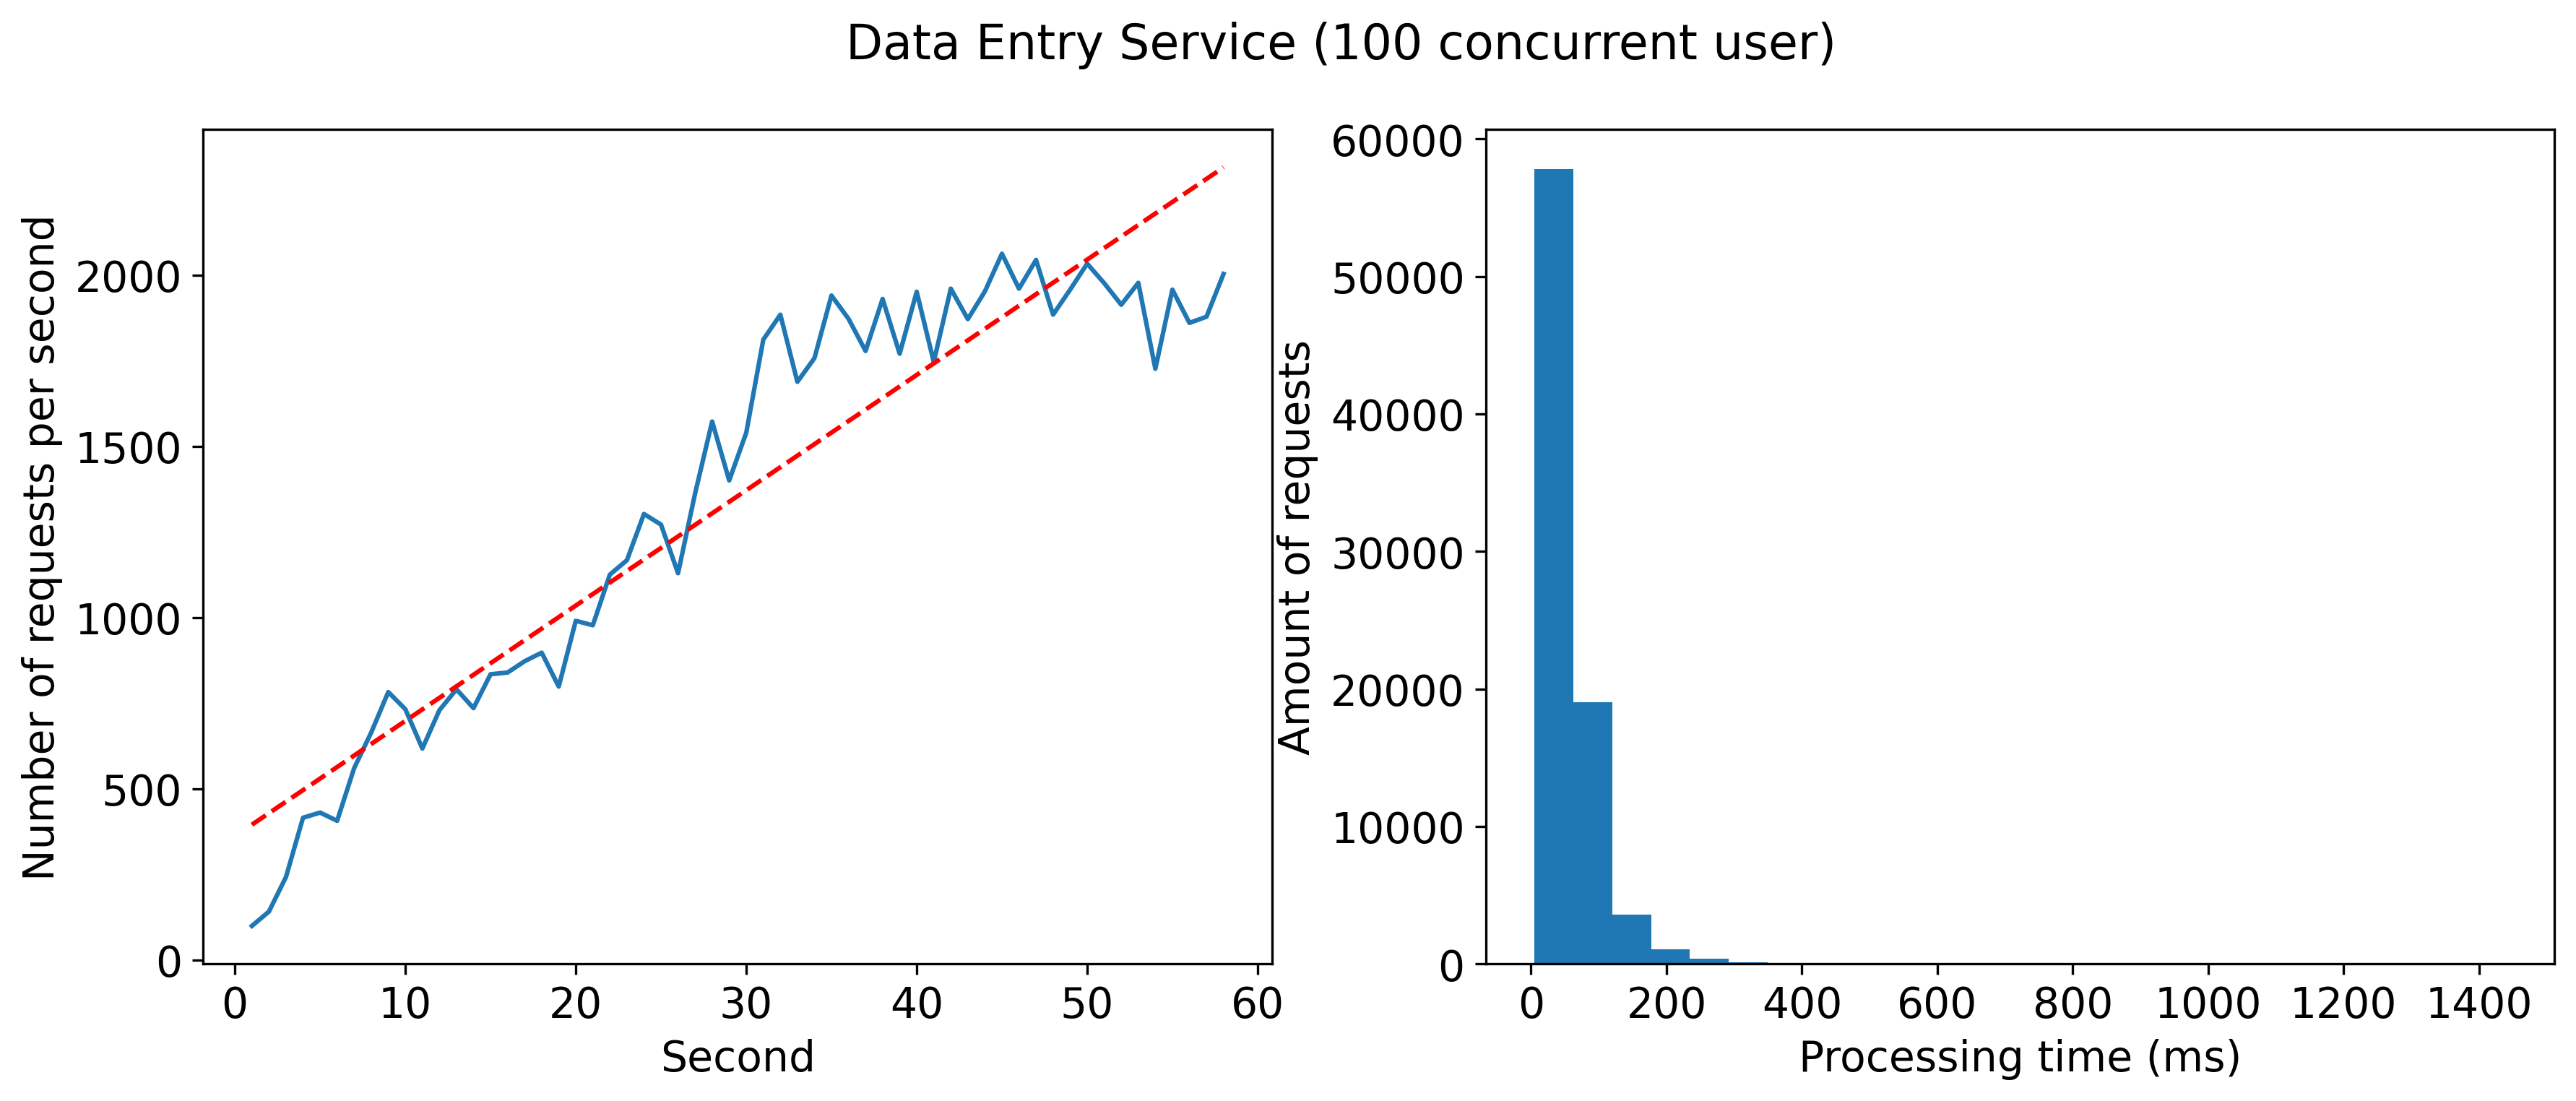 Data Entry Service (100 concurrent user)
Number of requests per second
2000
1500
1000
500
0
0 10 20 30 40 50 60
Second
Amount of requests
60000
50000
40000
30000
20000
10000
0
0 200 400 600 800 1000 1200 1400
Processing time (ms)